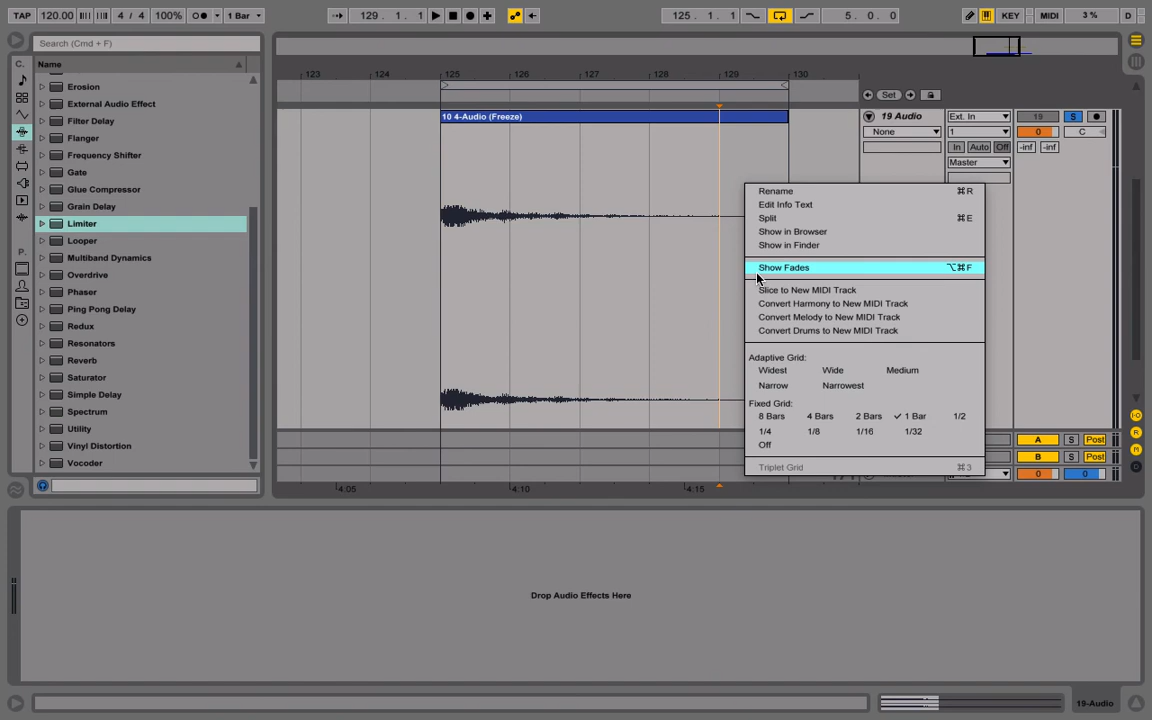 TAP 120.00 4 / 4 100% 1 Bar 129. 1. 1 125. 1. 1 5. 0. 0 KEY MIDI 3 % D
Search (Cmd + F)
C. Name
Erosion
External Audio Effect
Filter Delay
Flanger
Frequency Shifter
Gate
Glue Compressor
Grain Delay
Limiter
Looper
Multiband Dynamics
Overdrive
Phaser
Ping Pong Delay
Redux
Resonators
Reverb
Saturator
Simple Delay
Spectrum
Utility
Vinyl Distortion
Vocoder
P.
123 124 125 126 127 128 129 130
Set
10 4-Audio (Freeze)
19 Audio Ext. In 19 S
None 1 0 C
In Auto Off -inf -inf
Master
Rename ⌘R
Edit Info Text
Split ⌘E
Show in Browser
Show in Finder
Show Fades ⌥⌘F
Slice to New MIDI Track
Convert Harmony to New MIDI Track
Convert Melody to New MIDI Track
Convert Drums to New MIDI Track
Adaptive Grid:
Widest Wide Medium
Narrow Narrowest
Fixed Grid:
8 Bars 4 Bars 2 Bars ✓ 1 Bar 1/2
1/4 1/8 1/16 1/32
Off
Triplet Grid ⌘3
A S Post
B S Post
0 0
I-O
R
M
D
4:05 4:10 4:15
Drop Audio Effects Here
19-Audio